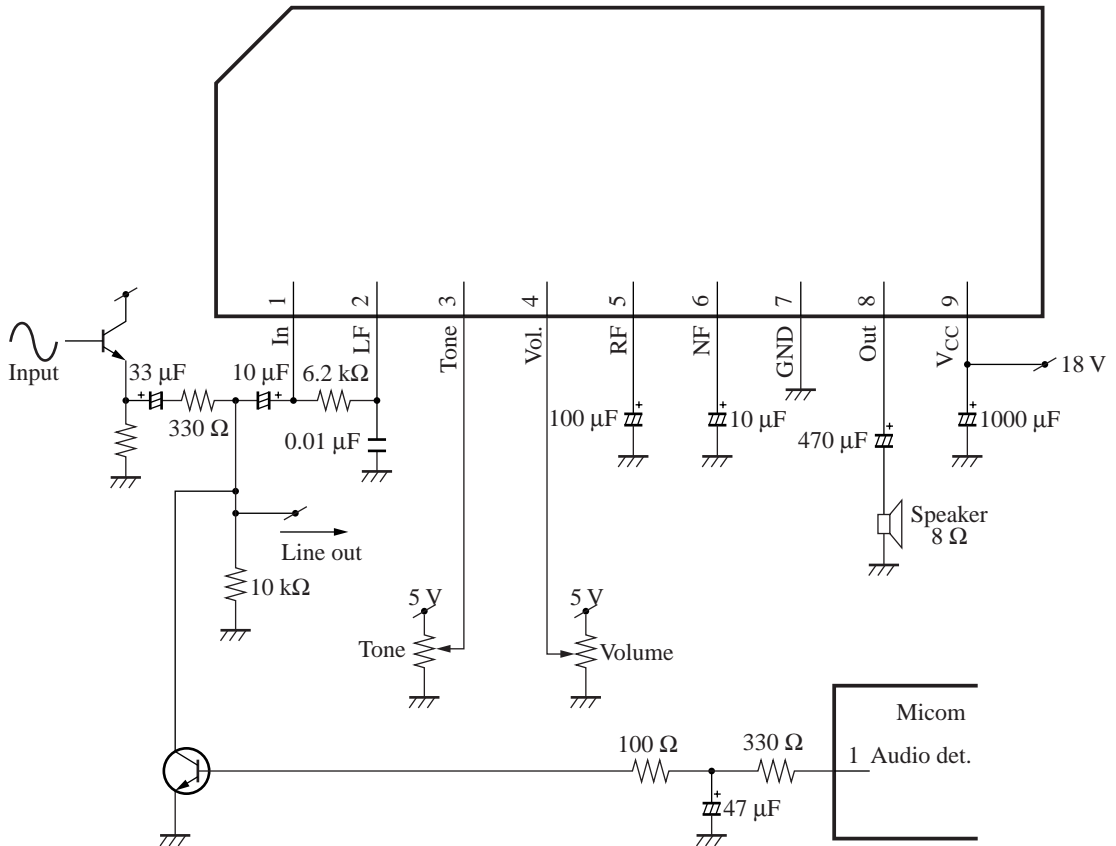 1
2
3
4
5
6
7
8
9
In
LF
Tone
Vol.
RF
NF
GND
Out
VCC
18 V
Input
33 µF
10 µF
6.2 kΩ
330 Ω
0.01 µF
100 µF
10 µF
470 µF
1000 µF
Speaker
8 Ω
Line out
10 kΩ
5 V
5 V
Tone
Volume
Micom
100 Ω
330 Ω
1 Audio det.
47 µF